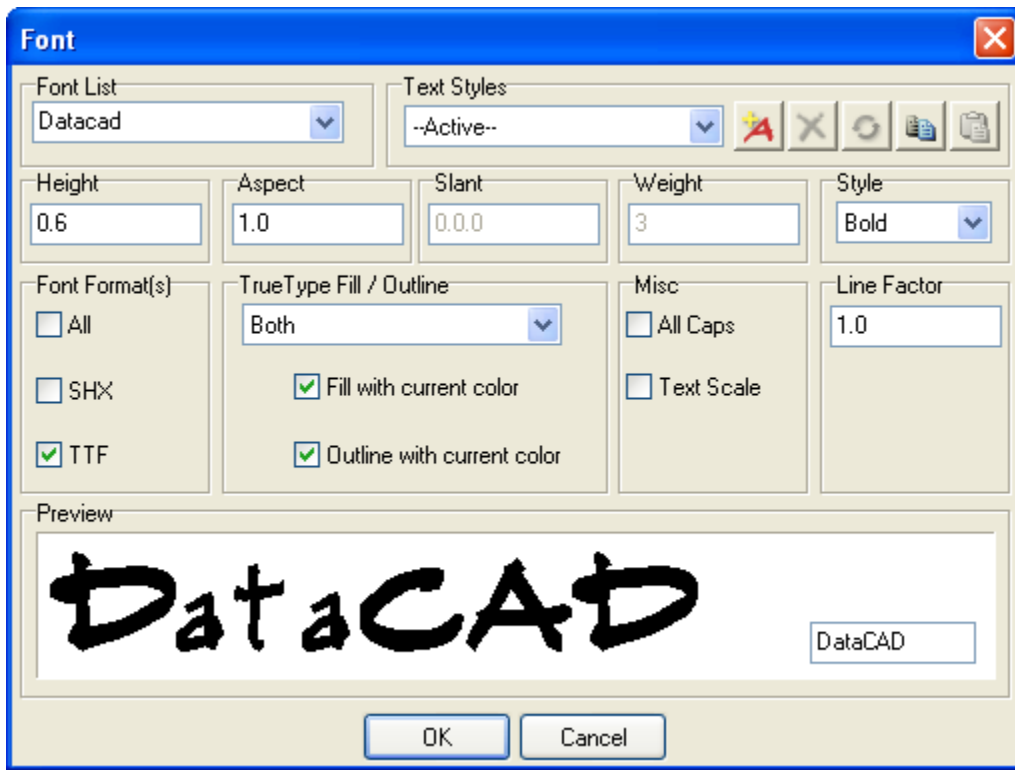 Font
Font List
Text Styles
Datacad
--Active--
Height
Aspect
Slant
Weight
Style
0.6
1.0
0.0.0
3
Bold
Font Format(s)
TrueType Fill / Outline
Misc
Line Factor
All
Both
All Caps
1.0
SHX
Fill with current color
Text Scale
TTF
Outline with current color
Preview
DataCAD
DataCAD
OK
Cancel